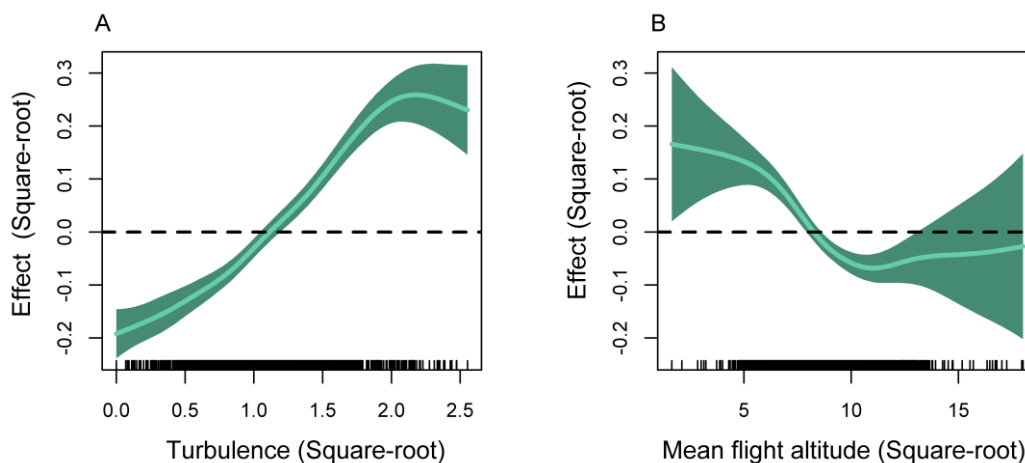 A
B
Effect (Square-root)
0.3
0.2
0.1
0.0
-0.1
-0.2
0.0 0.5 1.0 1.5 2.0 2.5
Turbulence (Square-root)
Effect (Square-root)
0.3
0.2
0.1
0.0
-0.1
-0.2
5 10 15
Mean flight altitude (Square-root)